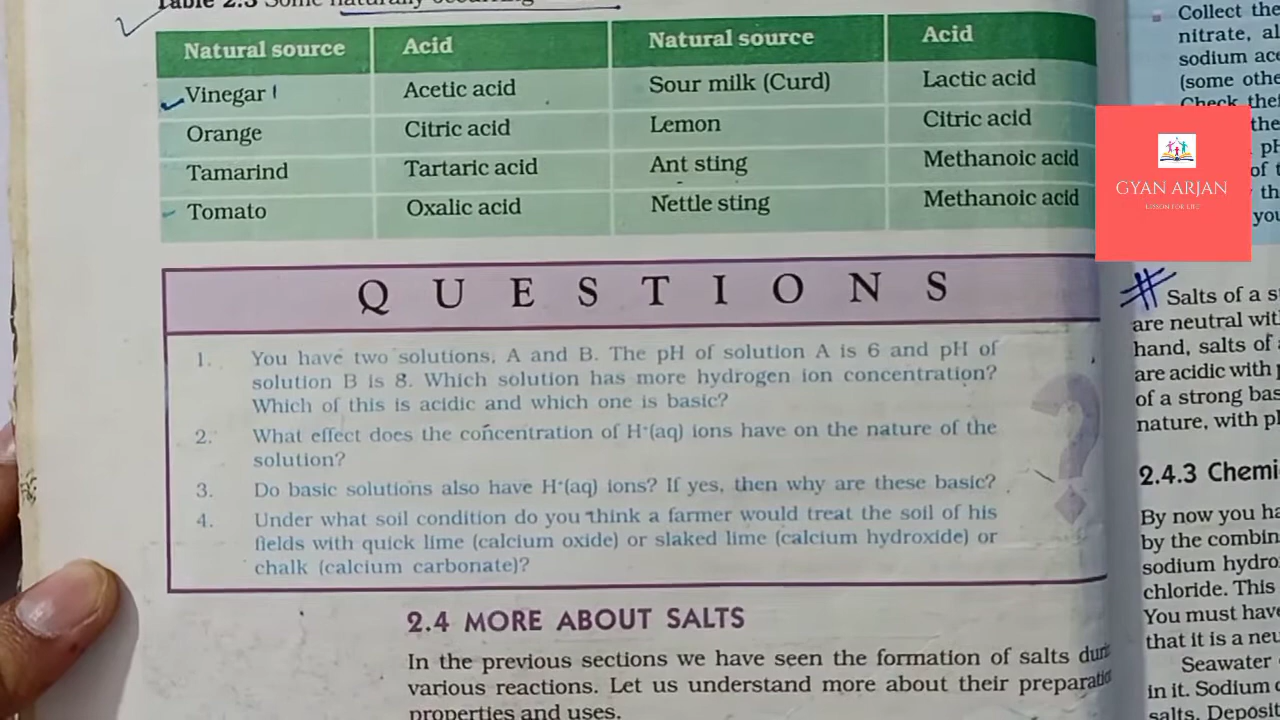 Table 2.3 Some naturally occurring
Natural source Acid Natural source Acid
Vinegar Acetic acid Sour milk (Curd) Lactic acid
Orange Citric acid Lemon Citric acid
Tamarind Tartaric acid Ant sting Methanoic acid
Tomato Oxalic acid Nettle sting Methanoic acid
QUESTIONS
1. You have two solutions, A and B. The pH of solution A is 6 and pH of
solution B is 8. Which solution has more hydrogen ion concentration?
Which of this is acidic and which one is basic?
2. What effect does the concentration of H⁺(aq) ions have on the nature of the
solution?
3. Do basic solutions also have H⁺(aq) ions? If yes, then why are these basic?
4. Under what soil condition do you think a farmer would treat the soil of his
fields with quick lime (calcium oxide) or slaked lime (calcium hydroxide) or
chalk (calcium carbonate)?
2.4 MORE ABOUT SALTS
In the previous sections we have seen the formation of salts
various reactions. Let us understand more about their
properties and uses.
Collect the
nitrate, al
sodium ace
(some othe
Check
the
pH
of t
th
you
GYAN ARJAN
LESSON FOR LIFE
# Salts of a s
are neutral wit
hand, salts of
are acidic with
of a strong bas
nature, with
2.4.3 Chemi
By now you ha
by the combin
sodium hydro
chloride. This
You must have
that it is a neu
Seawater
in it. Sodium
salts. Deposit